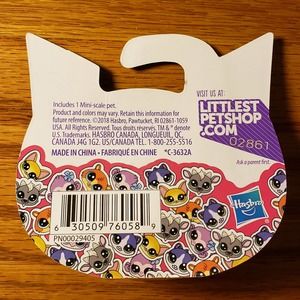 Includes 1 Mini-scale pet.
Product and colors may vary. Retain this information for
future reference. ©2018 Hasbro, Pawtucket, RI 02861-1059
USA. All Rights Reserved. Tous droits réservés. TM & ® denote
U.S. Trademarks. HASBRO CANADA, LONGUEUIL, QC,
CANADA J4G 1G2. US/CANADA TEL. 1-800-255-5516
MADE IN CHINA • FABRIQUÉ EN CHINE *C-3632A
VISIT US AT
LITTLEST
PETSHOP
.COM
02861
Ask a parent first.
Hasbro
6 30509 76058 9
PN00029405